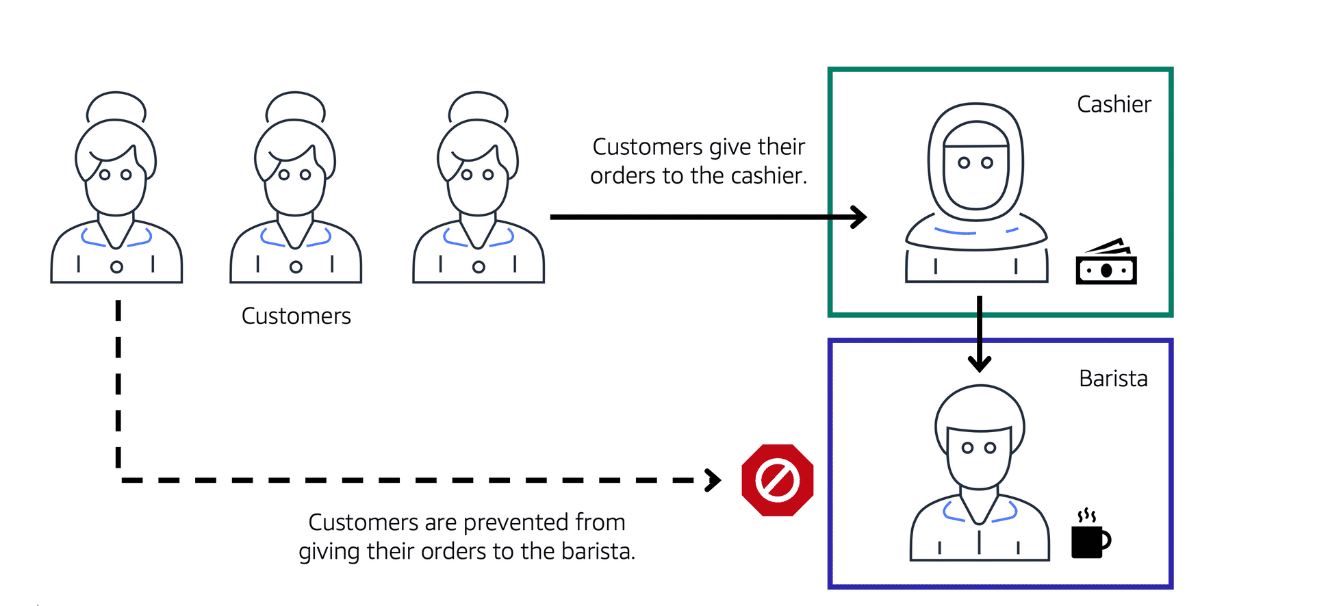 Cashier
Customers give their
orders to the cashier.
Customers
Barista
Customers are prevented from
giving their orders to the barista.